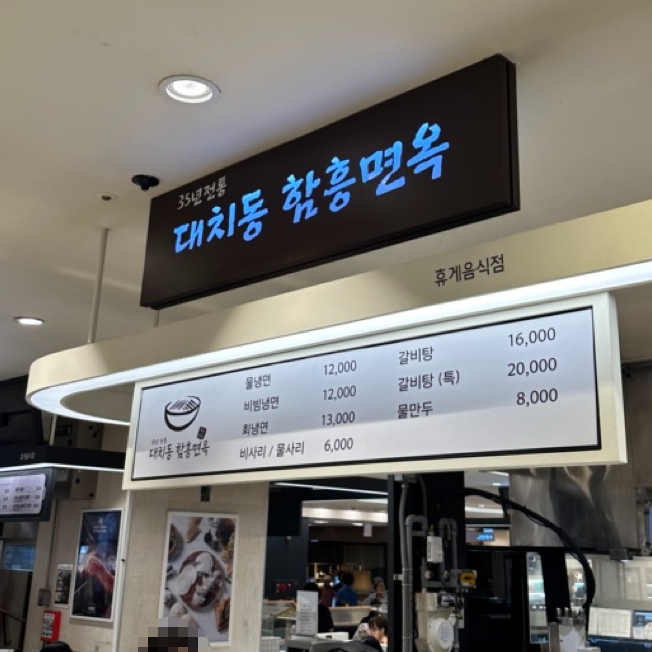 35년전통
대치동 함흥면옥
휴게음식점
물냉면 12,000
비빔냉면 12,000
회냉면 13,000
비사리 / 물사리 6,000
갈비탕 16,000
갈비탕 (특) 20,000
물만두 8,000
대치동 함흥면옥